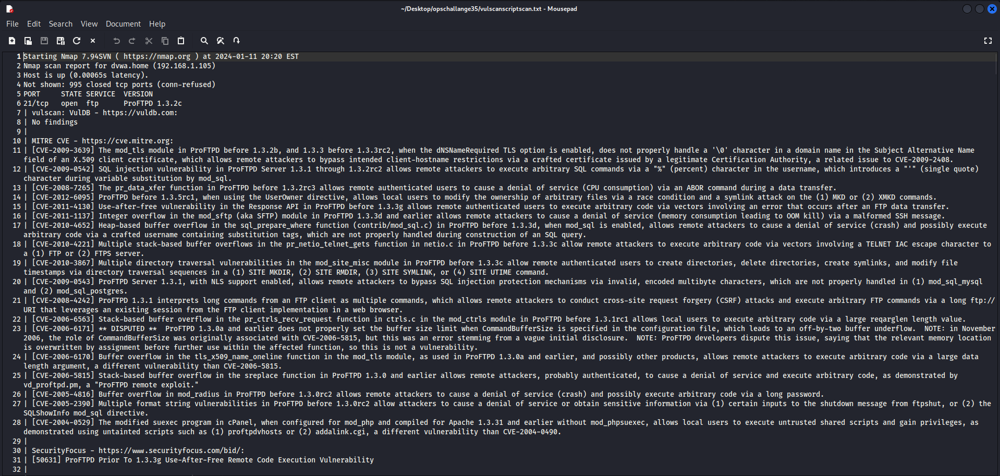 ~/Desktop/opschallange35/vulscanscriptscan.txt - Mousepad
File Edit Search View Document Help
1 Starting Nmap 7.94SVN ( https://nmap.org ) at 2024-01-11 20:20 EST
2 Nmap scan report for dvwa.home (192.168.1.105)
3 Host is up (0.00065s latency).
4 Not shown: 995 closed tcp ports (conn-refused)
5 PORT     STATE SERVICE  VERSION
6 21/tcp   open  ftp      ProFTPD 1.3.2c
7 | vulscan: VulDB - https://vuldb.com:
8 | No findings
9 |
10 | MITRE CVE - https://cve.mitre.org:
11 | [CVE-2009-3639] The mod_tls module in ProFTPD before 1.3.2b, and 1.3.3 before 1.3.3rc2, when the dNSNameRequired TLS option is enabled, does not properly handle a '\0' character in a domain name in the Subject Alternative Name
field of an X.509 client certificate, which allows remote attackers to bypass intended client-hostname restrictions via a crafted certificate issued by a legitimate Certification Authority, a related issue to CVE-2009-2408.
12 | [CVE-2009-0542] SQL injection vulnerability in ProFTPD Server 1.3.1 through 1.3.2rc2 allows remote attackers to execute arbitrary SQL commands via a "%" (percent) character in the username, which introduces a "'" (single quote)
character during variable substitution by mod_sql.
13 | [CVE-2008-7265] The pr_data_xfer function in ProFTPD before 1.3.2rc3 allows remote authenticated users to cause a denial of service (CPU consumption) via an ABOR command during a data transfer.
14 | [CVE-2012-6095] ProFTPD before 1.3.5rc1, when using the UserOwner directive, allows local users to modify the ownership of arbitrary files via a race condition and a symlink attack on the (1) MKD or (2) XMKD commands.
15 | [CVE-2011-4130] Use-after-free vulnerability in the Response API in ProFTPD before 1.3.3g allows remote authenticated users to execute arbitrary code via vectors involving an error that occurs after an FTP data transfer.
16 | [CVE-2011-1137] Integer overflow in the mod_sftp (aka SFTP) module in ProFTPD 1.3.3d and earlier allows remote attackers to cause a denial of service (memory consumption leading to OOM kill) via a malformed SSH message.
17 | [CVE-2010-4652] Heap-based buffer overflow in the sql_prepare_where function (contrib/mod_sql.c) in ProFTPD before 1.3.3d, when mod_sql is enabled, allows remote attackers to cause a denial of service (crash) and possibly execute
arbitrary code via a crafted username containing substitution tags, which are not properly handled during construction of an SQL query.
18 | [CVE-2010-4221] Multiple stack-based buffer overflows in the pr_netio_telnet_gets function in netio.c in ProFTPD before 1.3.3c allow remote attackers to execute arbitrary code via vectors involving a TELNET IAC escape character to
a (1) FTP or (2) FTPS server.
19 | [CVE-2010-3867] Multiple directory traversal vulnerabilities in the mod_site_misc module in ProFTPD before 1.3.3c allow remote authenticated users to create directories, delete directories, create symlinks, and modify file
timestamps via directory traversal sequences in a (1) SITE MKDIR, (2) SITE RMDIR, (3) SITE SYMLINK, or (4) SITE UTIME command.
20 | [CVE-2009-0543] ProFTPD Server 1.3.1, with NLS support enabled, allows remote attackers to bypass SQL injection protection mechanisms via invalid, encoded multibyte characters, which are not properly handled in (1) mod_sql_mysql
and (2) mod_sql_postgres.
21 | [CVE-2008-4242] ProFTPD 1.3.1 interprets long commands from an FTP client as multiple commands, which allows remote attackers to conduct cross-site request forgery (CSRF) attacks and execute arbitrary FTP commands via a long ftp://
URI that leverages an existing session from the FTP client implementation in a web browser.
22 | [CVE-2006-6563] Stack-based buffer overflow in the pr_ctrls_recv_request function in ctrls.c in the mod_ctrls module in ProFTPD before 1.3.1rc1 allows local users to execute arbitrary code via a large reqarglen length value.
23 | [CVE-2006-6171] ** DISPUTED **  ProFTPD 1.3.0a and earlier does not properly set the buffer size limit when CommandBufferSize is specified in the configuration file, which leads to an off-by-two buffer underflow.  NOTE: in November
2006, the role of CommandBufferSize was originally associated with CVE-2006-5815, but this was an error stemming from a vague initial disclosure.  NOTE: ProFTPD developers dispute this issue, saying that the relevant memory location
is overwritten by assignment before further use within the affected function, so this is not a vulnerability.
24 | [CVE-2006-6170] Buffer overflow in the tls_x509_name_oneline function in the mod_tls module, as used in ProFTPD 1.3.0a and earlier, and possibly other products, allows remote attackers to execute arbitrary code via a large data
length argument, a different vulnerability than CVE-2006-5815.
25 | [CVE-2006-5815] Stack-based buffer overflow in the sreplace function in ProFTPD 1.3.0 and earlier allows remote attackers, probably authenticated, to cause a denial of service and execute arbitrary code, as demonstrated by
vd_proftpd.pm, a "ProFTPD remote exploit."
26 | [CVE-2005-4816] Buffer overflow in mod_radius in ProFTPD before 1.3.0rc2 allows remote attackers to cause a denial of service (crash) and possibly execute arbitrary code via a long password.
27 | [CVE-2005-2390] Multiple format string vulnerabilities in ProFTPD before 1.3.0rc2 allow attackers to cause a denial of service or obtain sensitive information via (1) certain inputs to the shutdown message from ftpshut, or (2) the
SQLShowInfo mod_sql directive.
28 | [CVE-2004-0529] The modified suexec program in cPanel, when configured for mod_php and compiled for Apache 1.3.31 and earlier without mod_phpsuexec, allows local users to execute untrusted shared scripts and gain privileges, as
demonstrated using untainted scripts such as (1) proftpdvhosts or (2) addalink.cgi, a different vulnerability than CVE-2004-0490.
29 |
30 | SecurityFocus - https://www.securityfocus.com/bid/:
31 | [50631] ProFTPD Prior To 1.3.3g Use-After-Free Remote Code Execution Vulnerability
32 |